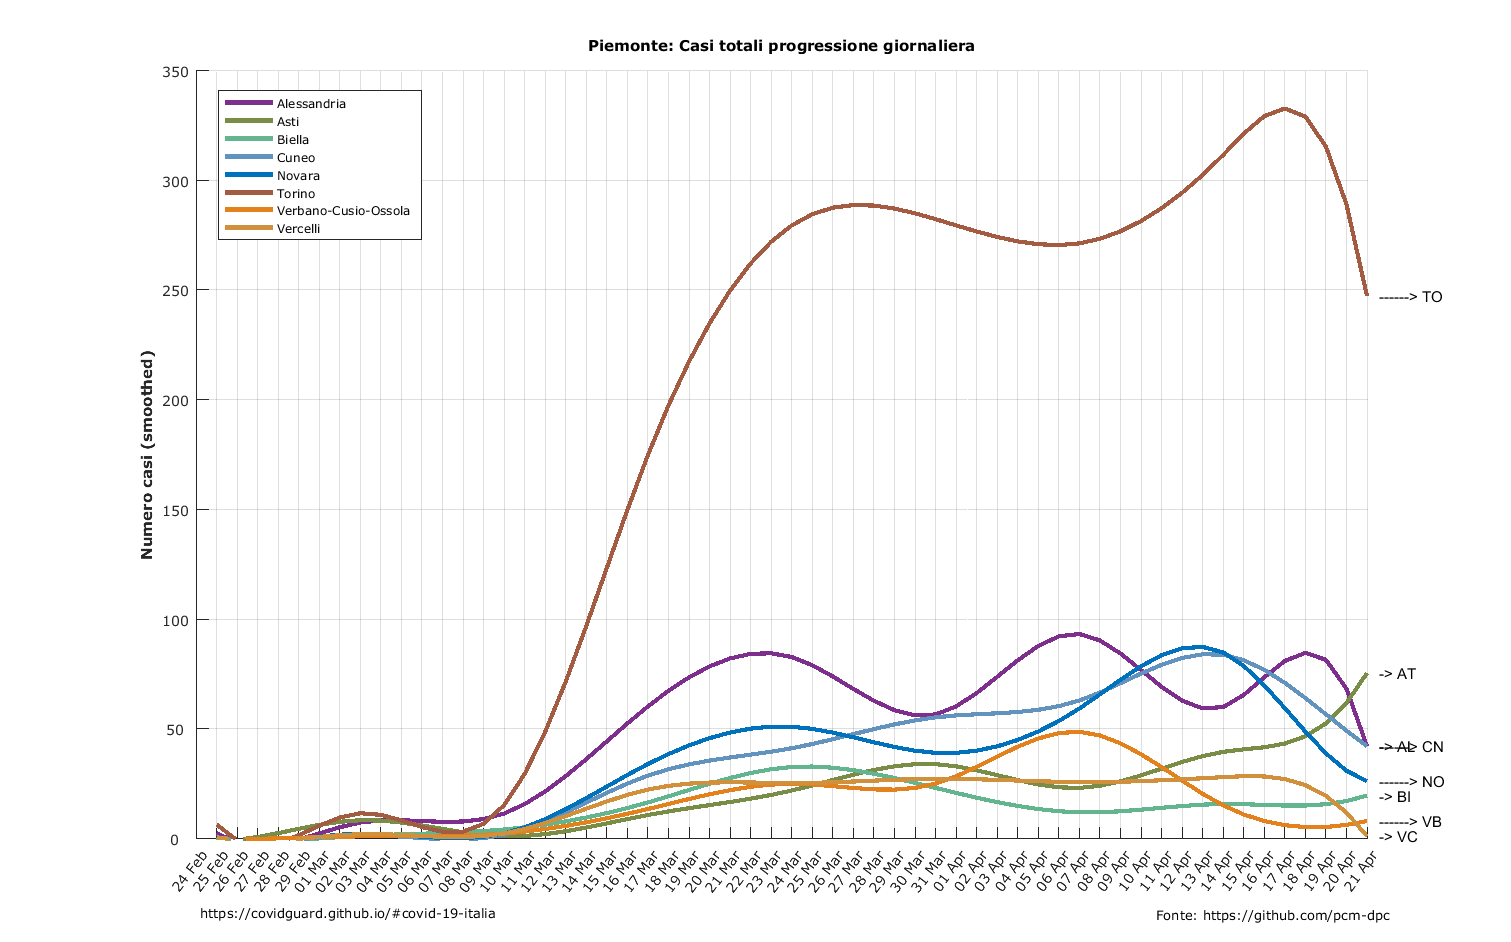 Piemonte: Casi totali progressione giornaliera
Numero casi (smoothed)
350
300
250
200
150
100
50
0
Alessandria
Asti
Biella
Cuneo
Novara
Torino
Verbano-Cusio-Ossola
Vercelli
------> TO
-> AT
-> AL
------> CN
------> NO
-> BI
------> VB
-> VC
24 Feb
25 Feb
26 Feb
27 Feb
28 Feb
29 Feb
01 Mar
02 Mar
03 Mar
04 Mar
05 Mar
06 Mar
07 Mar
08 Mar
09 Mar
10 Mar
11 Mar
12 Mar
13 Mar
14 Mar
15 Mar
16 Mar
17 Mar
18 Mar
19 Mar
20 Mar
21 Mar
22 Mar
23 Mar
24 Mar
25 Mar
26 Mar
27 Mar
28 Mar
29 Mar
30 Mar
31 Mar
01 Apr
02 Apr
03 Apr
04 Apr
05 Apr
06 Apr
07 Apr
08 Apr
09 Apr
10 Apr
11 Apr
12 Apr
13 Apr
14 Apr
15 Apr
16 Apr
17 Apr
18 Apr
19 Apr
20 Apr
21 Apr
https://covidguard.github.io/#covid-19-italia
Fonte: https://github.com/pcm-dpc